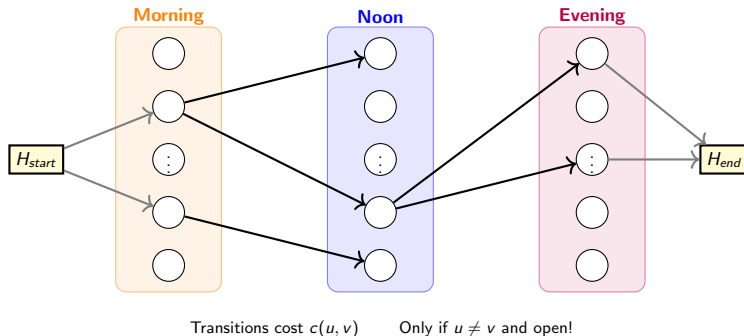 Morning
Noon
Evening
H_start
⋮
⋮
⋮
H_end
Transitions cost c(u, v)
Only if u ≠ v and open!